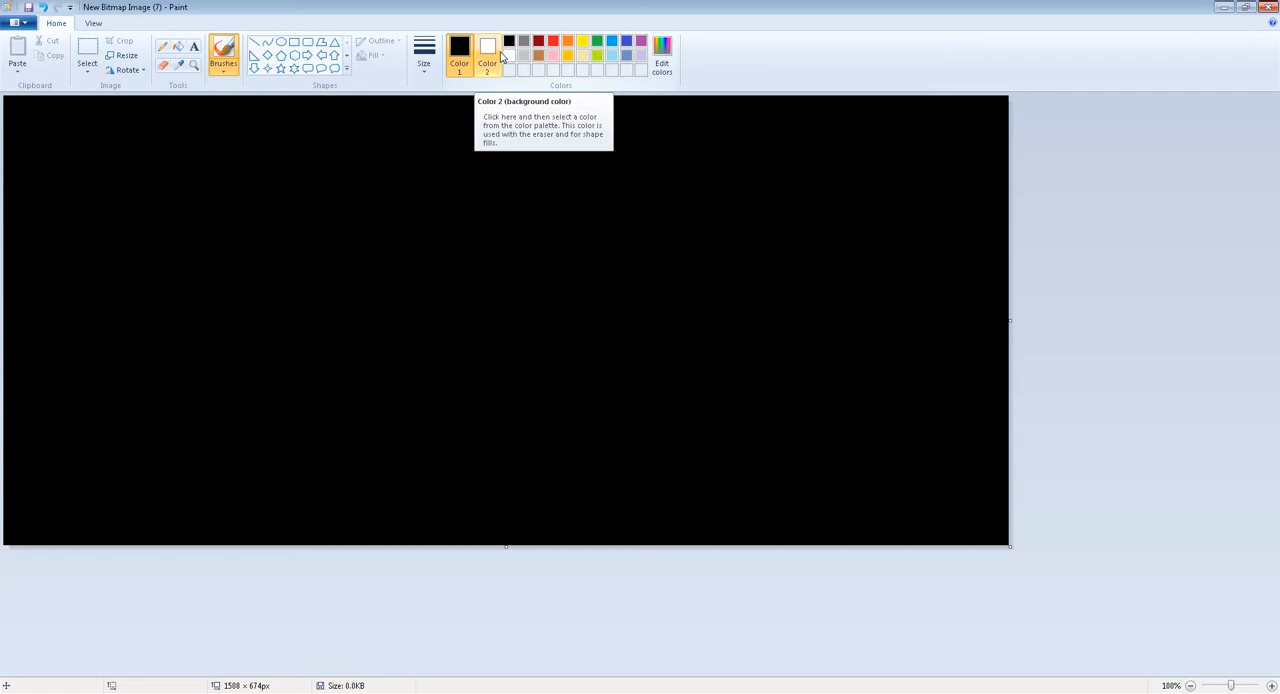 New Bitmap Image (7) - Paint
Home View
Paste
Cut
Copy
Clipboard
Select
Crop
Resize
Rotate
Image
A
Tools
Brushes
Shapes
Outline
Fill
Size
Color
1
Color
2
Edit
colors
Colors
Color 2 (background color)
Click here and then select a color
from the color palette. This color is
used with the eraser and for shape
fills.
1508 × 674px
Size: 0.0KB
100%